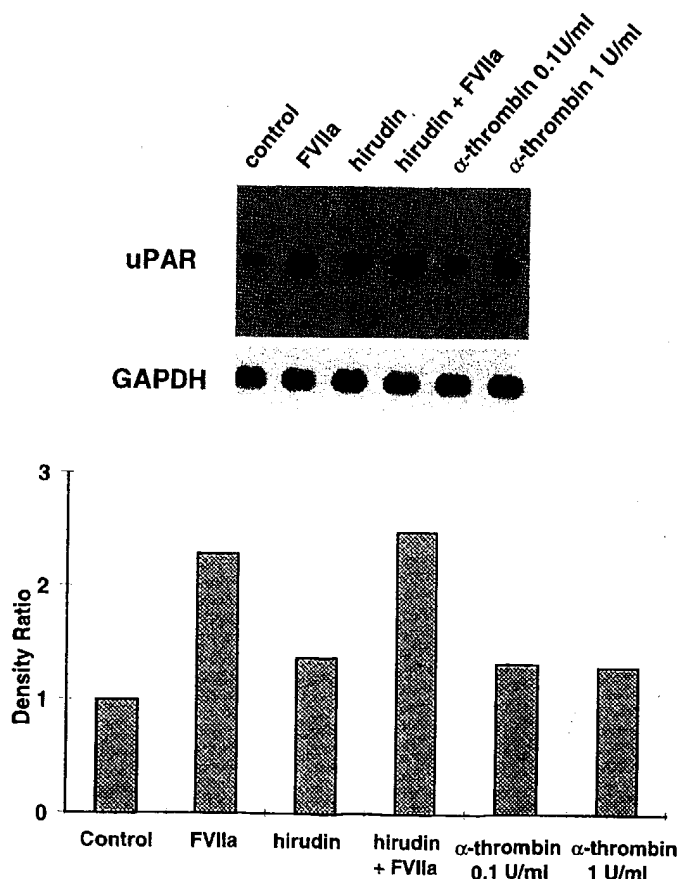 control
FVIIa
hirudin
hirudin + FVIIa
α-thrombin 0.1U/ml
α-thrombin 1 U/ml
uPAR
GAPDH
3
2
1
0
Density Ratio
Control
FVIIa
hirudin
hirudin
+ FVIIa
α-thrombin
0.1 U/ml
α-thrombin
1 U/ml